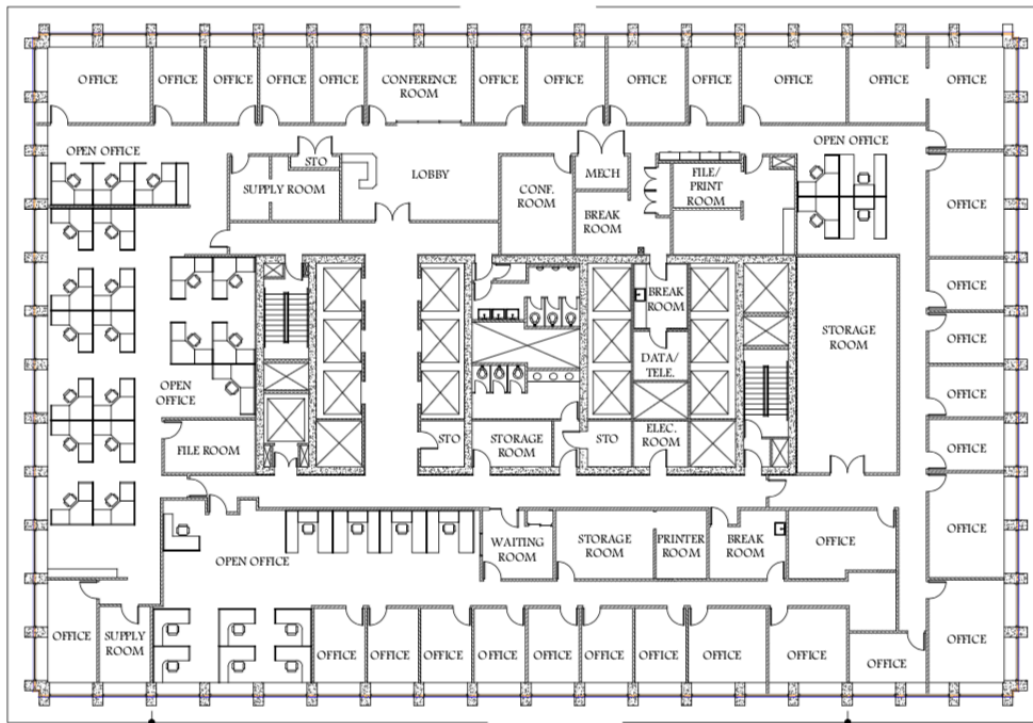 OFFICE
OFFICE
OFFICE
OFFICE
OFFICE
CONFERENCE
ROOM
OFFICE
OFFICE
OFFICE
OFFICE
OFFICE
OFFICE
OFFICE
OPEN OFFICE
STO
SUPPLY ROOM
LOBBY
CONF.
ROOM
MECH
BREAK
ROOM
FILE/
PRINT
ROOM
OPEN OFFICE
OFFICE
OFFICE
BREAK
ROOM
STORAGE
ROOM
OFFICE
DATA/
TELE.
OPEN
OFFICE
OFFICE
FILE ROOM
STO
STORAGE
ROOM
STO
ELEC.
ROOM
OFFICE
OPEN OFFICE
WAITING
ROOM
STORAGE
ROOM
PRINTER
ROOM
BREAK
ROOM
OFFICE
OFFICE
OFFICE
SUPPLY
ROOM
OFFICE
OFFICE
OFFICE
OFFICE
OFFICE
OFFICE
OFFICE
OFFICE
OFFICE
OFFICE
OFFICE